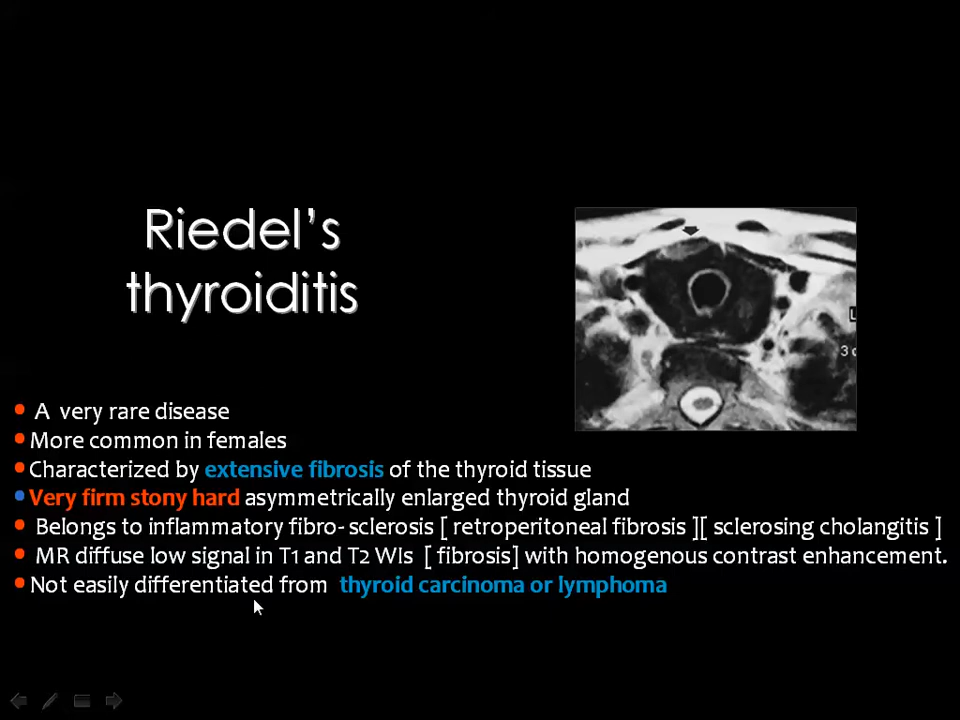 Riedel's
thyroiditis
L
3
A very rare disease
More common in females
Characterized by extensive fibrosis of the thyroid tissue
Very firm stony hard asymmetrically enlarged thyroid gland
Belongs to inflammatory fibro- sclerosis [ retroperitoneal fibrosis ][ sclerosing cholangitis ]
MR diffuse low signal in T1 and T2 WIs [ fibrosis] with homogenous contrast enhancement.
Not easily differentiated from thyroid carcinoma or lymphoma